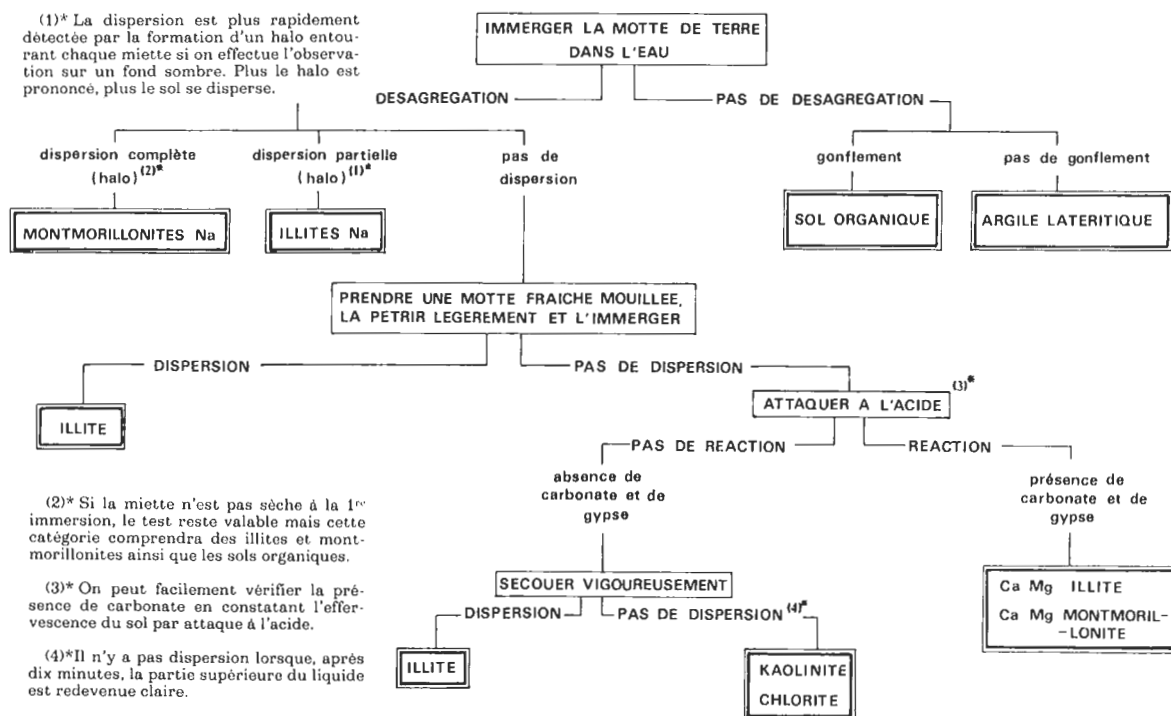 (1)* La dispersion est plus rapidement
détectée par la formation d'un halo entou-
rant chaque miette si on effectue l'observa-
tion sur un fond sombre. Plus le halo est
prononcé, plus le sol se disperse.
IMMERGER LA MOTTE DE TERRE
DANS L'EAU
DESAGREGATION
PAS DE DESAGREGATION
dispersion complète
(halo)(2)*
dispersion partielle
(halo)(1)*
pas de
dispersion
gonflement
pas de gonflement
MONTMORILLONITES Na
ILLITES Na
SOL ORGANIQUE
ARGILE LATERITIQUE
PRENDRE UNE MOTTE FRAICHE MOUILLEE,
LA PETRIR LEGEREMENT ET L'IMMERGER
DISPERSION
PAS DE DISPERSION
ILLITE
ATTAQUER A L'ACIDE (3)*
PAS DE REACTION
REACTION
absence de
carbonate et de
gypse
présence de
carbonate et de
gypse
(2)* Si la miette n'est pas sèche à la 1re
immersion, le test reste valable mais cette
catégorie comprendra des illites et mont-
morillonites ainsi que les sols organiques.
(3)* On peut facilement vérifier la pré-
sence de carbonate en constatant l'effer-
vescence du sol par attaque à l'acide.
(4)*Il n'y a pas dispersion lorsque, après
dix minutes, la partie supérieure du liquide
est redevenue claire.
SECOUER VIGOUREUSEMENT
DISPERSION
PAS DE DISPERSION (4)*
ILLITE
KAOLINITE
CHLORITE
Ca Mg ILLITE
Ca Mg MONTMORIL-
-LONITE